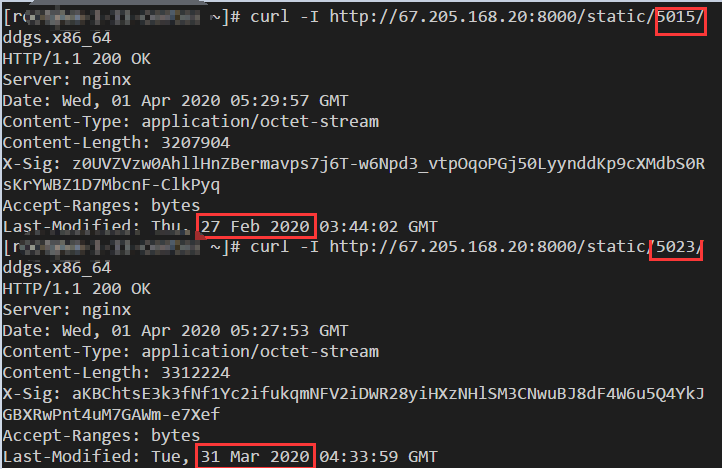 ~]# curl -I http://67.205.168.20:8000/static/5015/
ddgs.x86_64
HTTP/1.1 200 OK
Server: nginx
Date: Wed, 01 Apr 2020 05:29:57 GMT
Content-Type: application/octet-stream
Content-Length: 3207904
X-Sig: z0UVZVzw0AhllHnZBermavps7j6T-w6Npd3_vtpOqoPGj50LyynddKp9cXMdbS0R
sKrYWBZ1D7MbcnF-ClkPyq
Accept-Ranges: bytes
Last-Modified: Thu, 27 Feb 2020 03:44:02 GMT
~]# curl -I http://67.205.168.20:8000/static/5023/
ddgs.x86_64
HTTP/1.1 200 OK
Server: nginx
Date: Wed, 01 Apr 2020 05:27:53 GMT
Content-Type: application/octet-stream
Content-Length: 3312224
X-Sig: aKBChtsE3k3fNf1Yc2ifukqmNFV2iDWR28yiHXzNHlSM3CNwuBJ8dF4W6u5Q4YkJ
GBXRwPnt4uM7GAWm-e7Xef
Accept-Ranges: bytes
Last-Modified: Tue, 31 Mar 2020 04:33:59 GMT